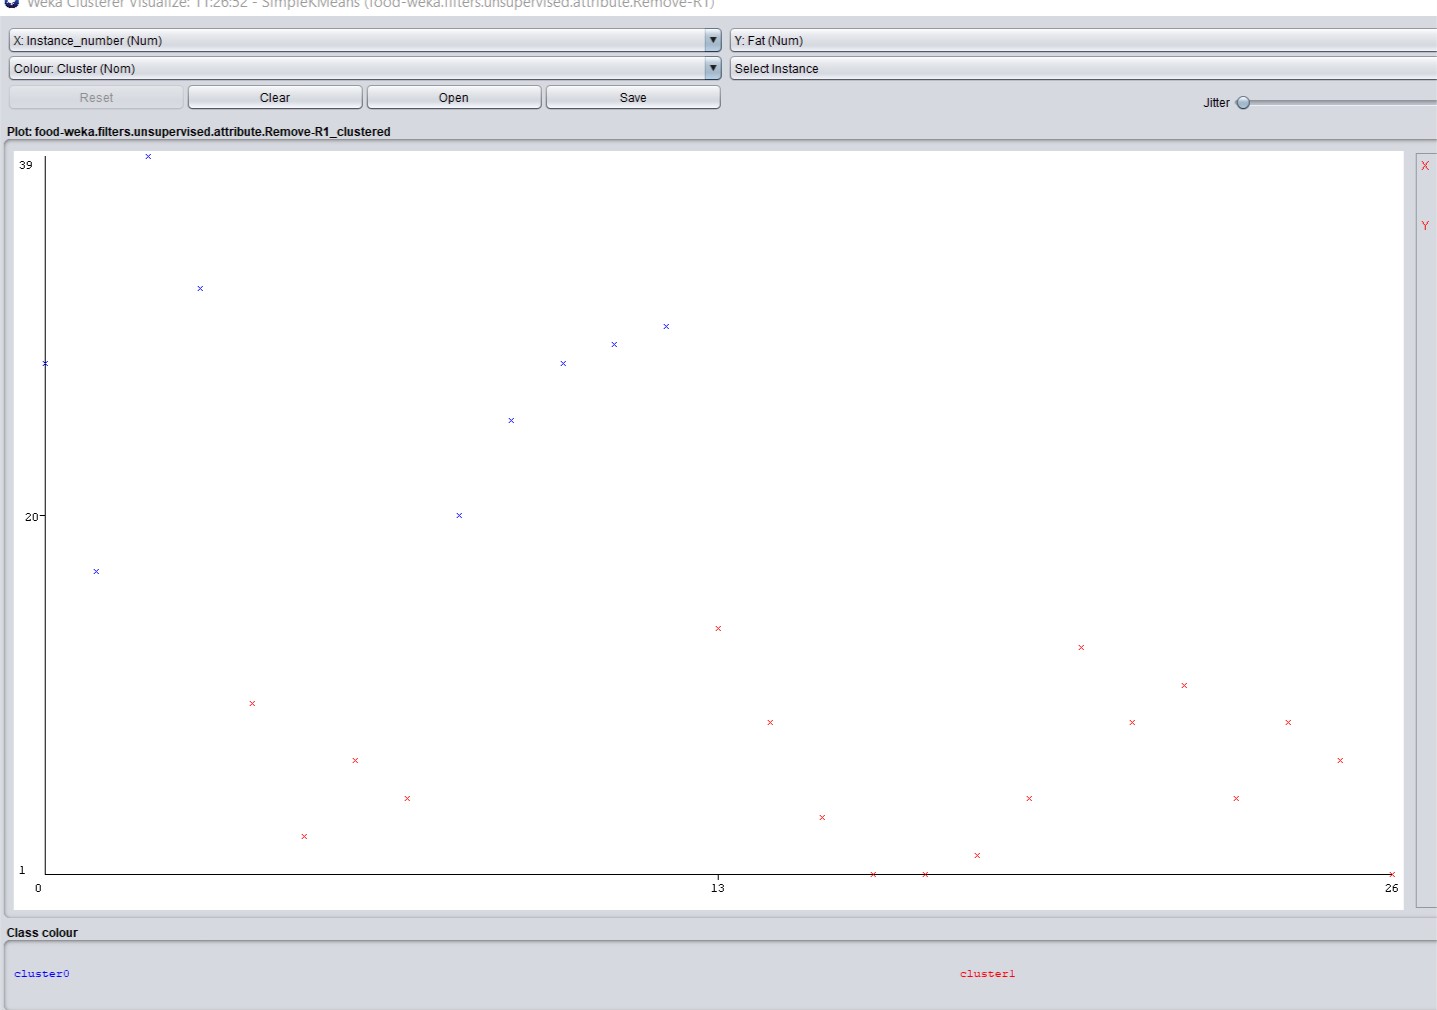 Weka Clusterer Visualize: 11:26:52 - SimpleKMeans (food-weka.filters.unsupervised.attribute.Remove-R1)
X: Instance_number (Num)
Y: Fat (Num)
Colour: Cluster (Nom)
Select Instance
Reset
Clear
Open
Save
Jitter
Plot: food-weka.filters.unsupervised.attribute.Remove-R1_clustered
39
X
Y
20
1
0
13
26
Class colour
cluster0
cluster1